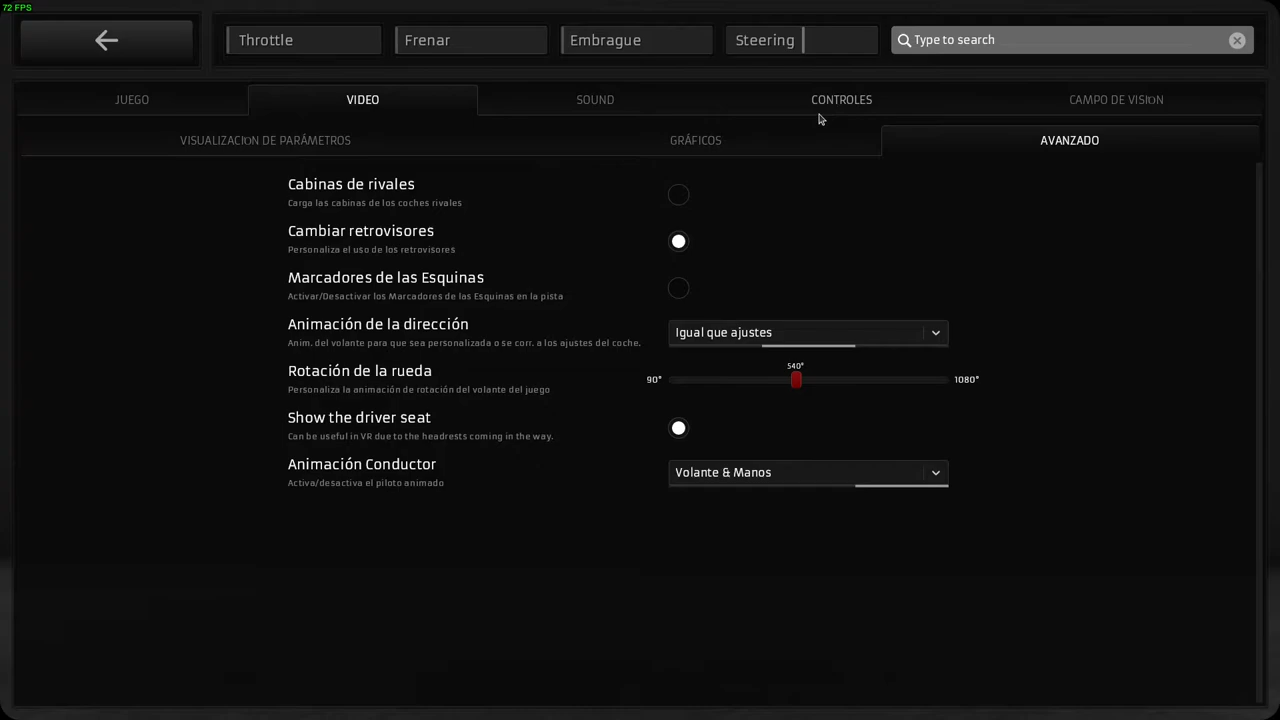 72 FPS
Throttle
Frenar
Embrague
Steering
Type to search
JUEGO
VIDEO
SOUND
CONTROLES
CAMPO DE VISIÓN
VISUALIZACIÓN DE PARÁMETROS
GRÁFICOS
AVANZADO
Cabinas de rivales
Carga las cabinas de los coches rivales
Cambiar retrovisores
Personaliza el uso de los retrovisores
Marcadores de las Esquinas
Activar/Desactivar los Marcadores de las Esquinas en la pista
Animación de la dirección
Anim. del volante para que sea personalizada o se corr. a los ajustes del coche.
Igual que ajustes
Rotación de la rueda
Personaliza la animación de rotación del volante del juego
90°
540°
1080°
Show the driver seat
Can be useful in VR due to the headrests coming in the way.
Animación Conductor
Activa/desactiva el piloto animado
Volante & Manos